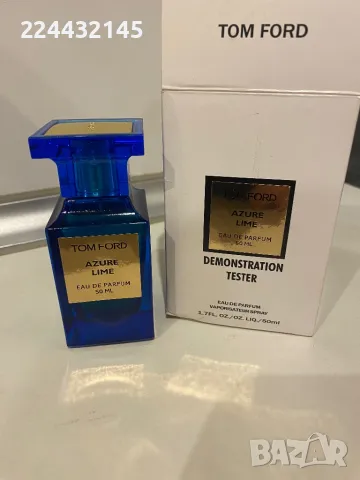 224432145
TOM FORD
TOM FORD
AZURE
LIME
EAU DE PARFUM
50 ML
DEMONSTRATION
TESTER
EAU DE PARFUM
VAPORISATEUR SPRAY
1.7FL. OZ./OZ. LIQ./50ml
TOM FORD
AZURE
LIME
EAU DE PARFUM
50 ML
BAZAR
bg